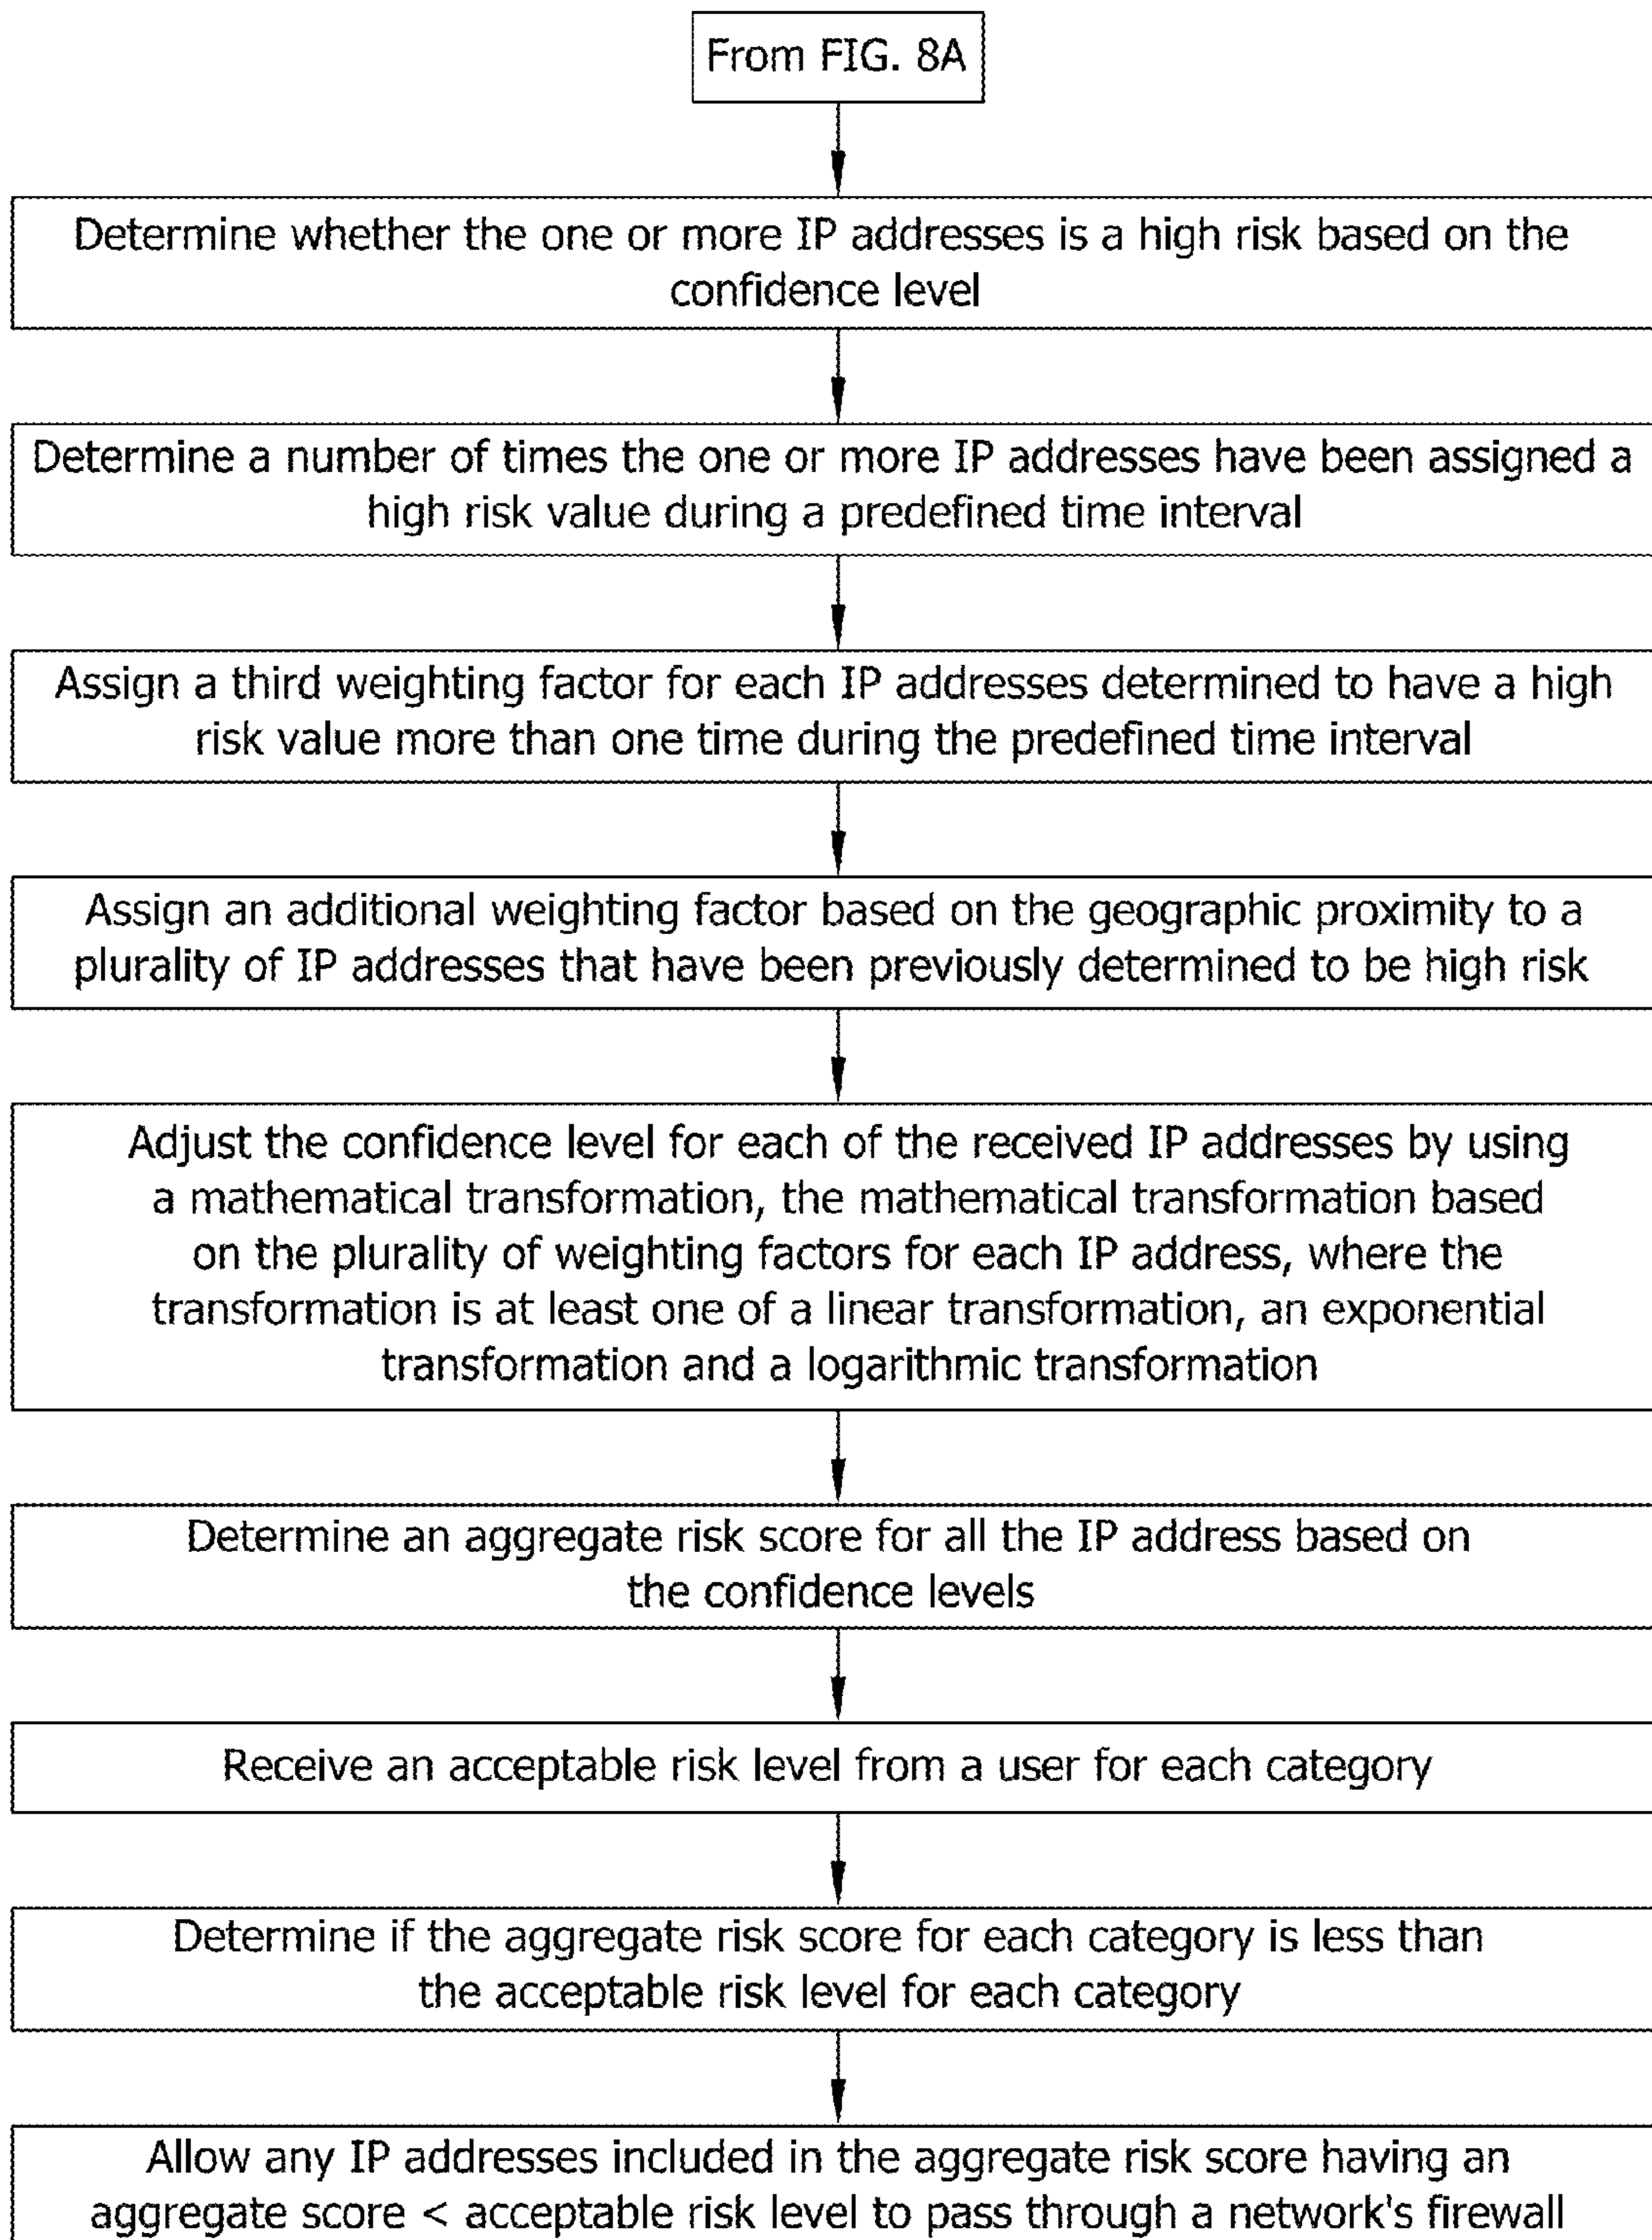 From FIG. 8A
Determine whether the one or more IP addresses is a high risk based on the
confidence level
Determine a number of times the one or more IP addresses have been assigned a
high risk value during a predefined time interval
Assign a third weighting factor for each IP addresses determined to have a high
risk value more than one time during the predefined time interval
Assign an additional weighting factor based on the geographic proximity to a
plurality of IP addresses that have been previously determined to be high risk
Adjust the confidence level for each of the received IP addresses by using
a mathematical transformation, the mathematical transformation based
on the plurality of weighting factors for each IP address, where the
transformation is at least one of a linear transformation, an exponential
transformation and a logarithmic transformation
Determine an aggregate risk score for all the IP address based on
the confidence levels
Receive an acceptable risk level from a user for each category
Determine if the aggregate risk score for each category is less than
the acceptable risk level for each category
Allow any IP addresses included in the aggregate risk score having an
aggregate score < acceptable risk level to pass through a network's firewall